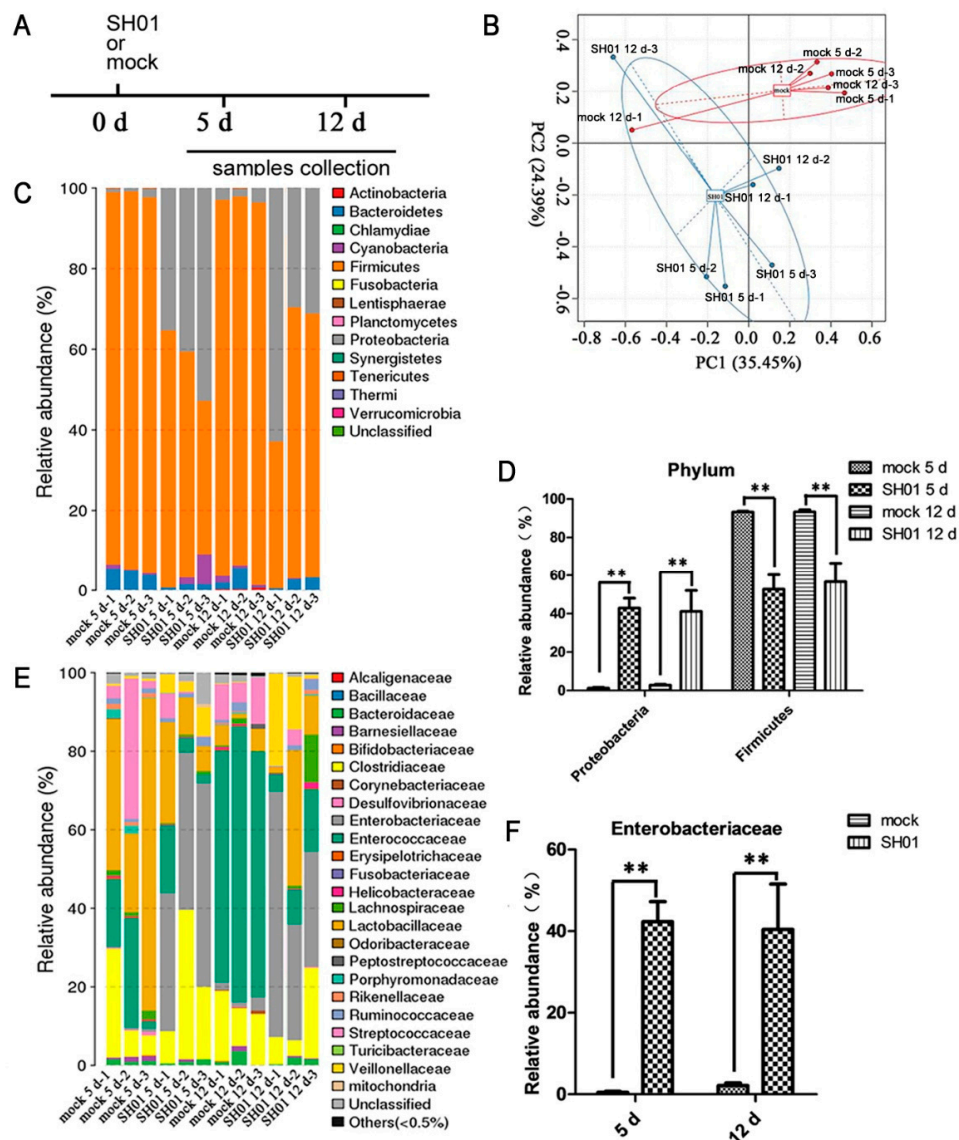 A
SH01
or
mock
0 d
5 d
12 d
samples collection
B
PC2 (24.39%)
0.4
0.2
0.0
-0.2
-0.4
-0.6
SH01 12 d-3
mock 5 d-2
mock 12 d-2
mock 5 d-3
mock
mock 12 d-3
mock 5 d-1
mock 12 d-1
SH01 12 d-2
SH01
SH01 12 d-1
SH01 5 d-2
SH01 5 d-3
SH01 5 d-1
-0.8 -0.6 -0.4 -0.2 0.0 0.2 0.4 0.6
PC1 (35.45%)
C
Relative abundance (%)
100
80
60
40
20
0
mock 5 d-1
mock 5 d-2
mock 5 d-3
SH01 5 d-1
SH01 5 d-2
SH01 5 d-3
mock 12 d-1
mock 12 d-2
mock 12 d-3
SH01 12 d-1
SH01 12 d-2
SH01 12 d-3
Actinobacteria
Bacteroidetes
Chlamydiae
Cyanobacteria
Firmicutes
Fusobacteria
Lentisphaerae
Planctomycetes
Proteobacteria
Synergistetes
Tenericutes
Thermi
Verrucomicrobia
Unclassified
D
Phylum
mock 5 d
SH01 5 d
mock 12 d
SH01 12 d
Relative abundance (%)
100
80
60
40
20
0
**
**
**
**
Proteobacteria
Firmicutes
E
Relative abundance (%)
100
80
60
40
20
0
mock 5 d-1
mock 5 d-2
mock 5 d-3
SH01 5 d-1
SH01 5 d-2
SH01 5 d-3
mock 12 d-1
mock 12 d-2
mock 12 d-3
SH01 12 d-1
SH01 12 d-2
SH01 12 d-3
Alcaligenaceae
Bacillaceae
Bacteroidaceae
Barnesiellaceae
Bifidobacteriaceae
Clostridiaceae
Corynebacteriaceae
Desulfovibrionaceae
Enterobacteriaceae
Enterococcaceae
Erysipelotrichaceae
Fusobacteriaceae
Helicobacteraceae
Lachnospiraceae
Lactobacillaceae
Odoribacteraceae
Peptostreptococcaceae
Porphyromonadaceae
Rikenellaceae
Ruminococcaceae
Streptococcaceae
Turicibacteraceae
Veillonellaceae
mitochondria
Unclassified
Others(<0.5%)
F
Enterobacteriaceae
mock
SH01
Relative abundance (%)
60
40
20
0
**
**
5 d
12 d